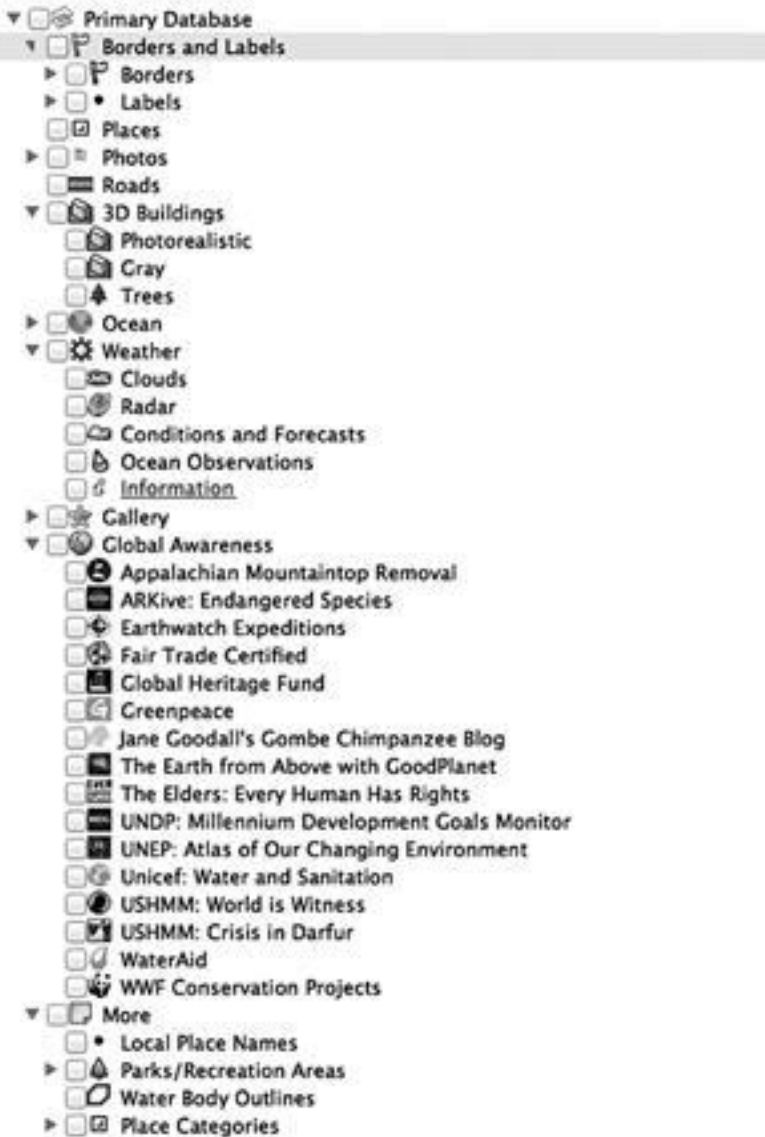 Primary Database
Borders and Labels
Borders
Labels
Places
Photos
Roads
3D Buildings
Photorealistic
Gray
Trees
Ocean
Weather
Clouds
Radar
Conditions and Forecasts
Ocean Observations
Information
Gallery
Global Awareness
Appalachian Mountaintop Removal
ARKive: Endangered Species
Earthwatch Expeditions
Fair Trade Certified
Global Heritage Fund
Greenpeace
Jane Goodall's Gombe Chimpanzee Blog
The Earth from Above with GoodPlanet
The Elders: Every Human Has Rights
UNDP: Millennium Development Goals Monitor
UNEP: Atlas of Our Changing Environment
Unicef: Water and Sanitation
USHMM: World is Witness
USHMM: Crisis in Darfur
WaterAid
WWF Conservation Projects
More
Local Place Names
Parks/Recreation Areas
Water Body Outlines
Place Categories